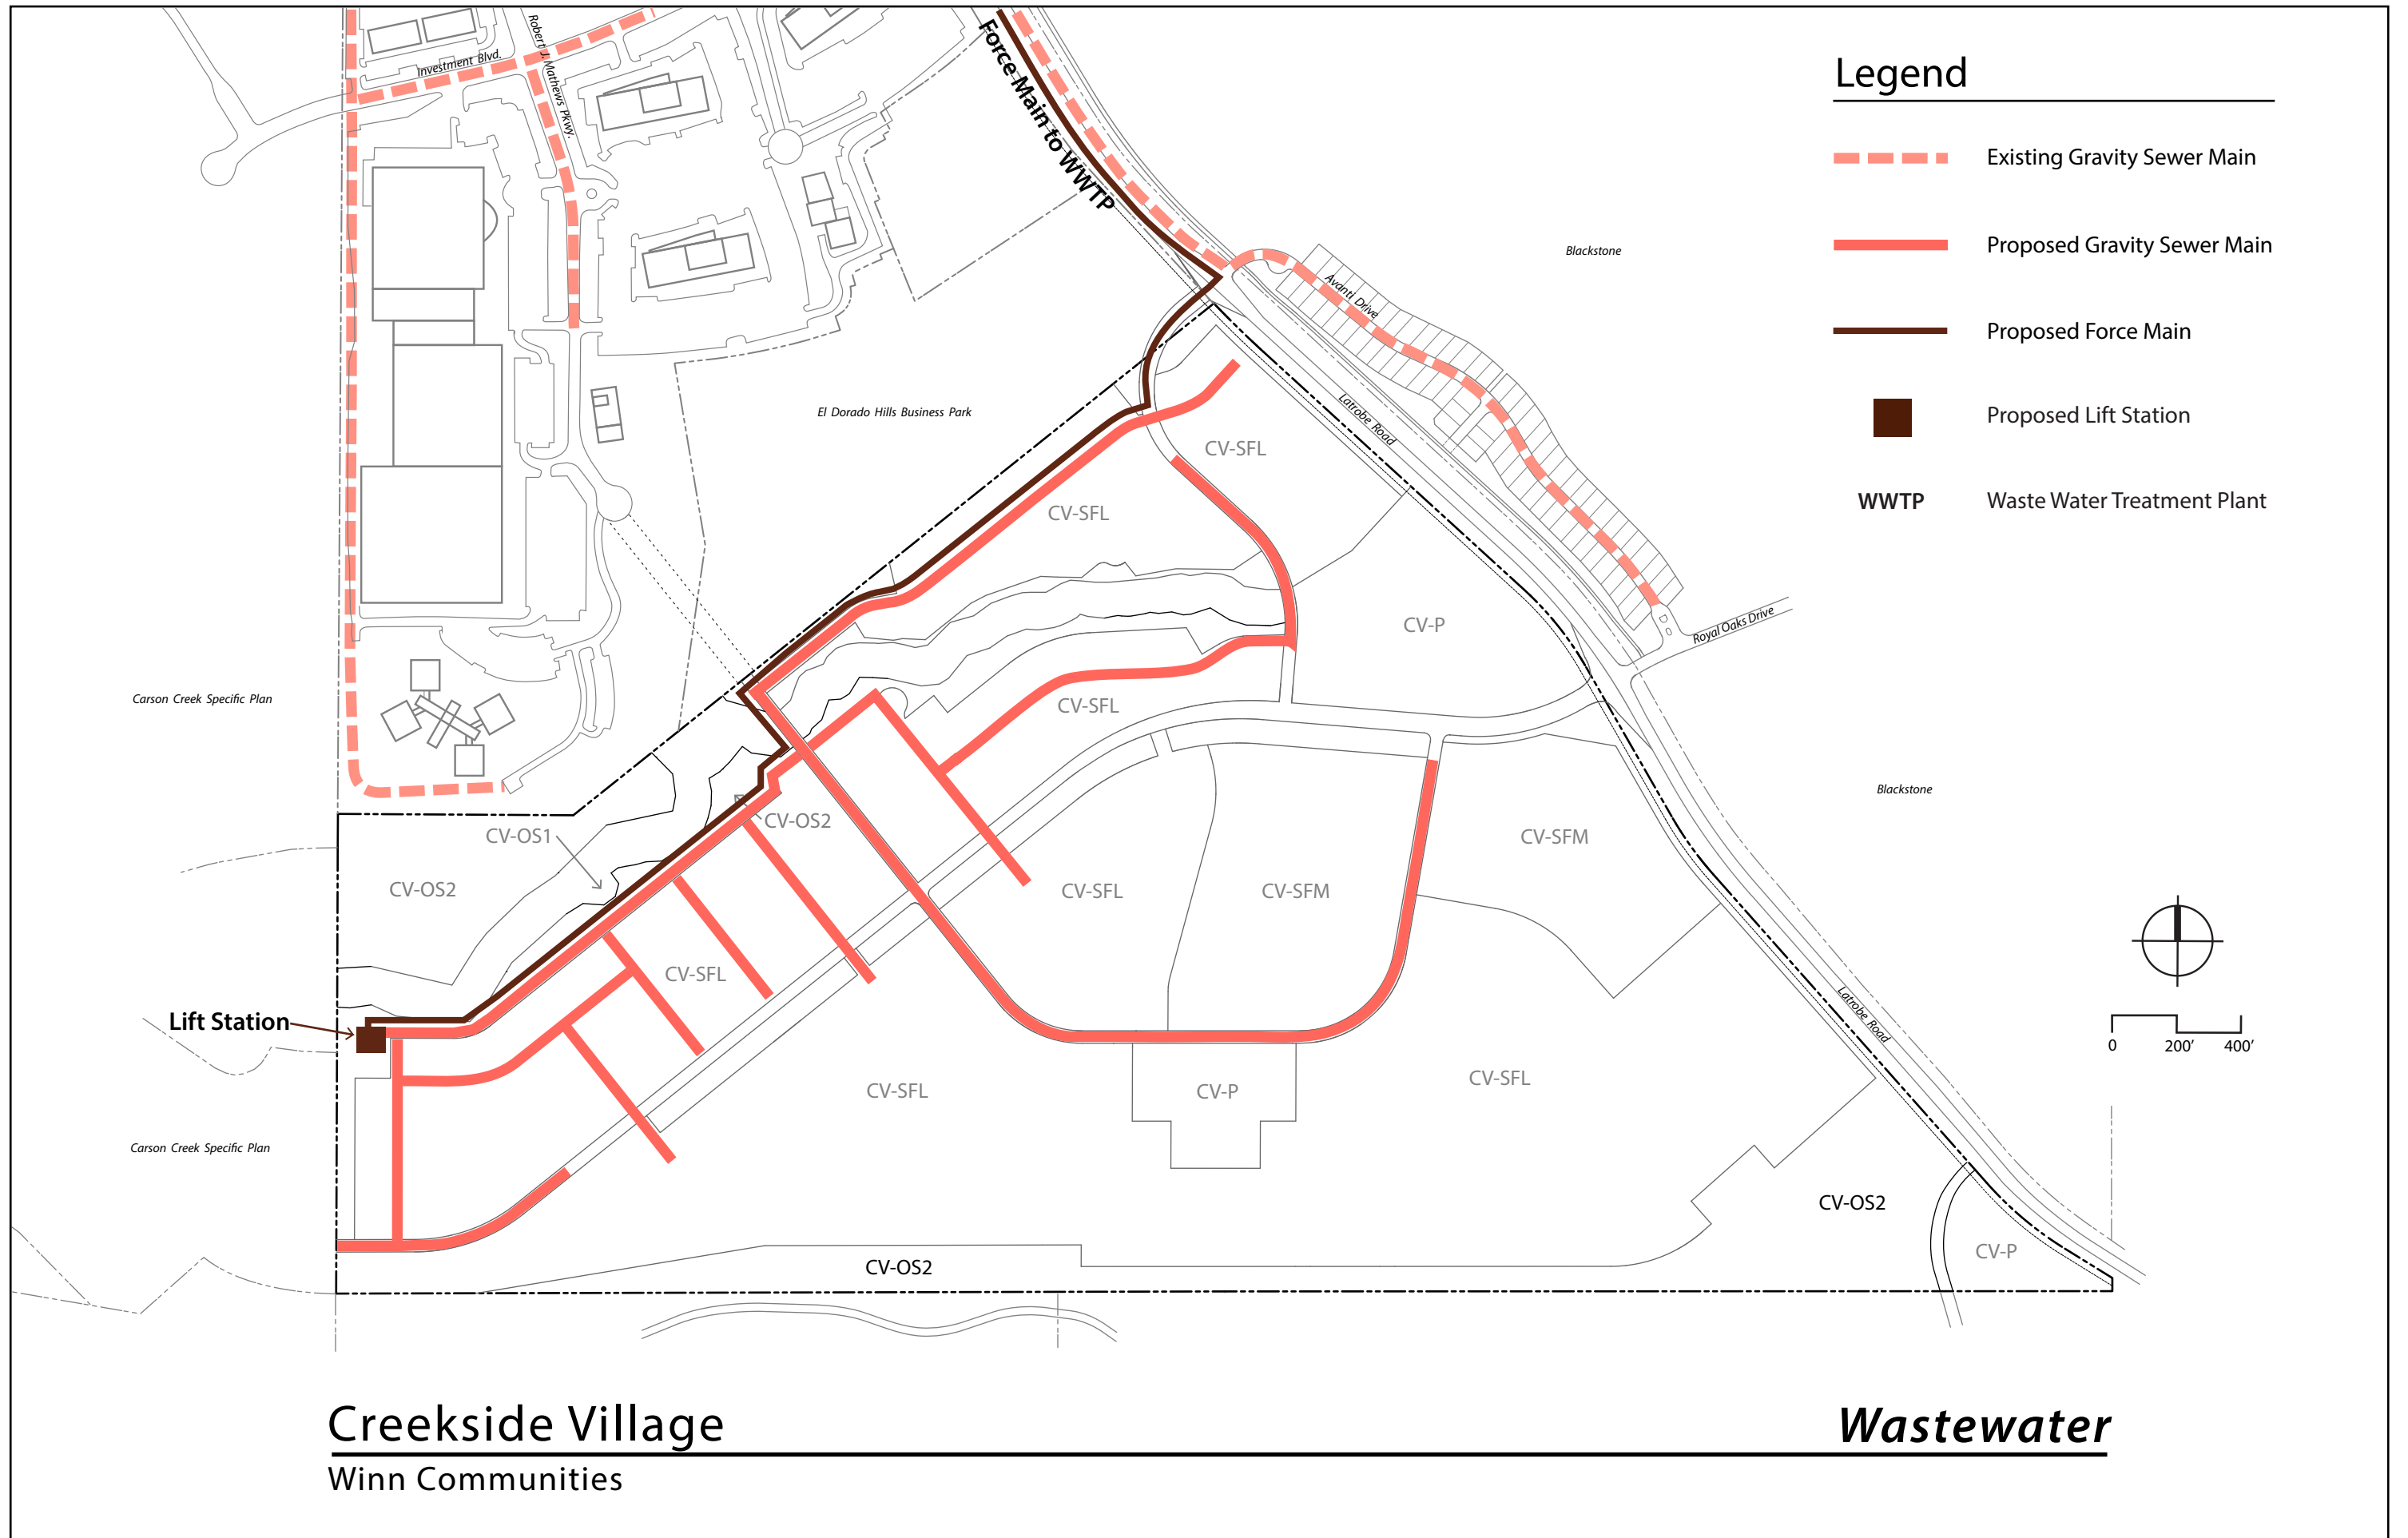 Legend
Existing Gravity Sewer Main
Proposed Gravity Sewer Main
Proposed Force Main
Proposed Lift Station
WWTP Waste Water Treatment Plant
Investment Blvd.
Robert J. Mathews Pkwy.
Force Main to WWTP
Blackstone
Avanti Drive
Latrobe Road
El Dorado Hills Business Park
CV-SFL
CV-SFL
CV-P
Royal Oaks Drive
Carson Creek Specific Plan
CV-SFL
Blackstone
CV-OS2
CV-OS1
CV-SFM
CV-OS2
CV-SFL
CV-SFM
CV-SFL
Lift Station
Latrobe Road
0 200' 400'
CV-SFL
CV-P
CV-SFL
Carson Creek Specific Plan
CV-OS2
CV-P
CV-OS2
Creekside Village
Wastewater
Winn Communities